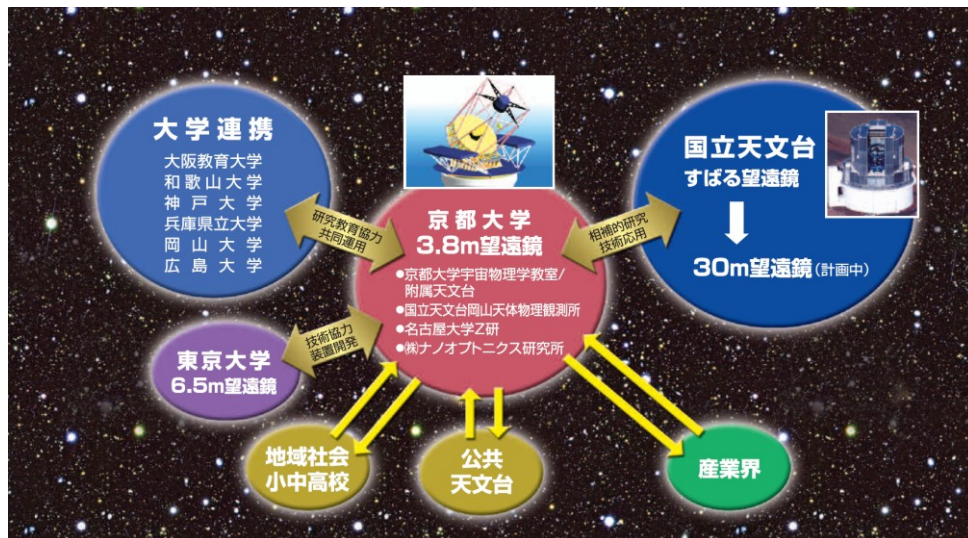 大学連携
大阪教育大学
和歌山大学
神戸大学
兵庫県立大学
岡山大学
広島大学
研究教育協力
共同運用
京都大学
3.8m望遠鏡
●京都大学宇宙物理学教室/
附属天文台
●国立天文台岡山天体物理観測所
●名古屋大学Z研
●㈱ナノオプトニクス研究所
相補的研究
技術応用
国立天文台
すばる望遠鏡
30m望遠鏡(計画中)
技術協力
装置開発
東京大学
6.5m望遠鏡
地域社会
小中高校
公共
天文台
産業界